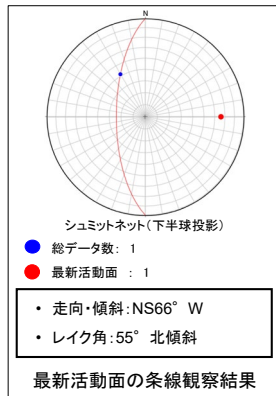 N
シュミットネット(下半球投影)
総データ数: 1
最新活動面 : 1
・ 走向・傾斜:NS66°W
・ レイク角:55°北傾斜
最新活動面の条線観察結果